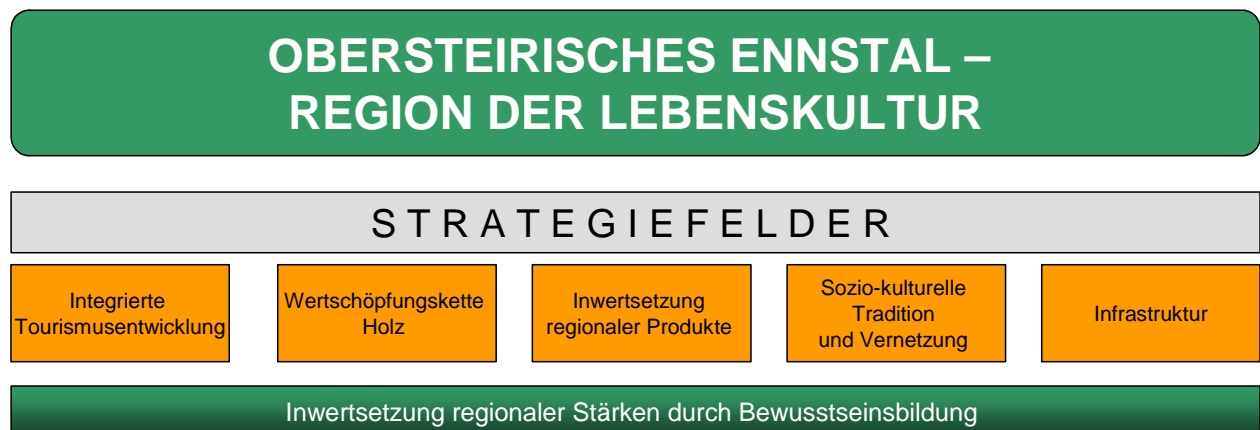 OBERSTEIRISCHES ENNSTAL –
REGION DER LEBENSKULTUR
STRATEGIEFELDER
Integrierte
Tourismusentwicklung
Wertschöpfungskette
Holz
Inwertsetzung
regionaler Produkte
Sozio-kulturelle
Tradition
und Vernetzung
Infrastruktur
Inwertsetzung regionaler Stärken durch Bewusstseinsbildung